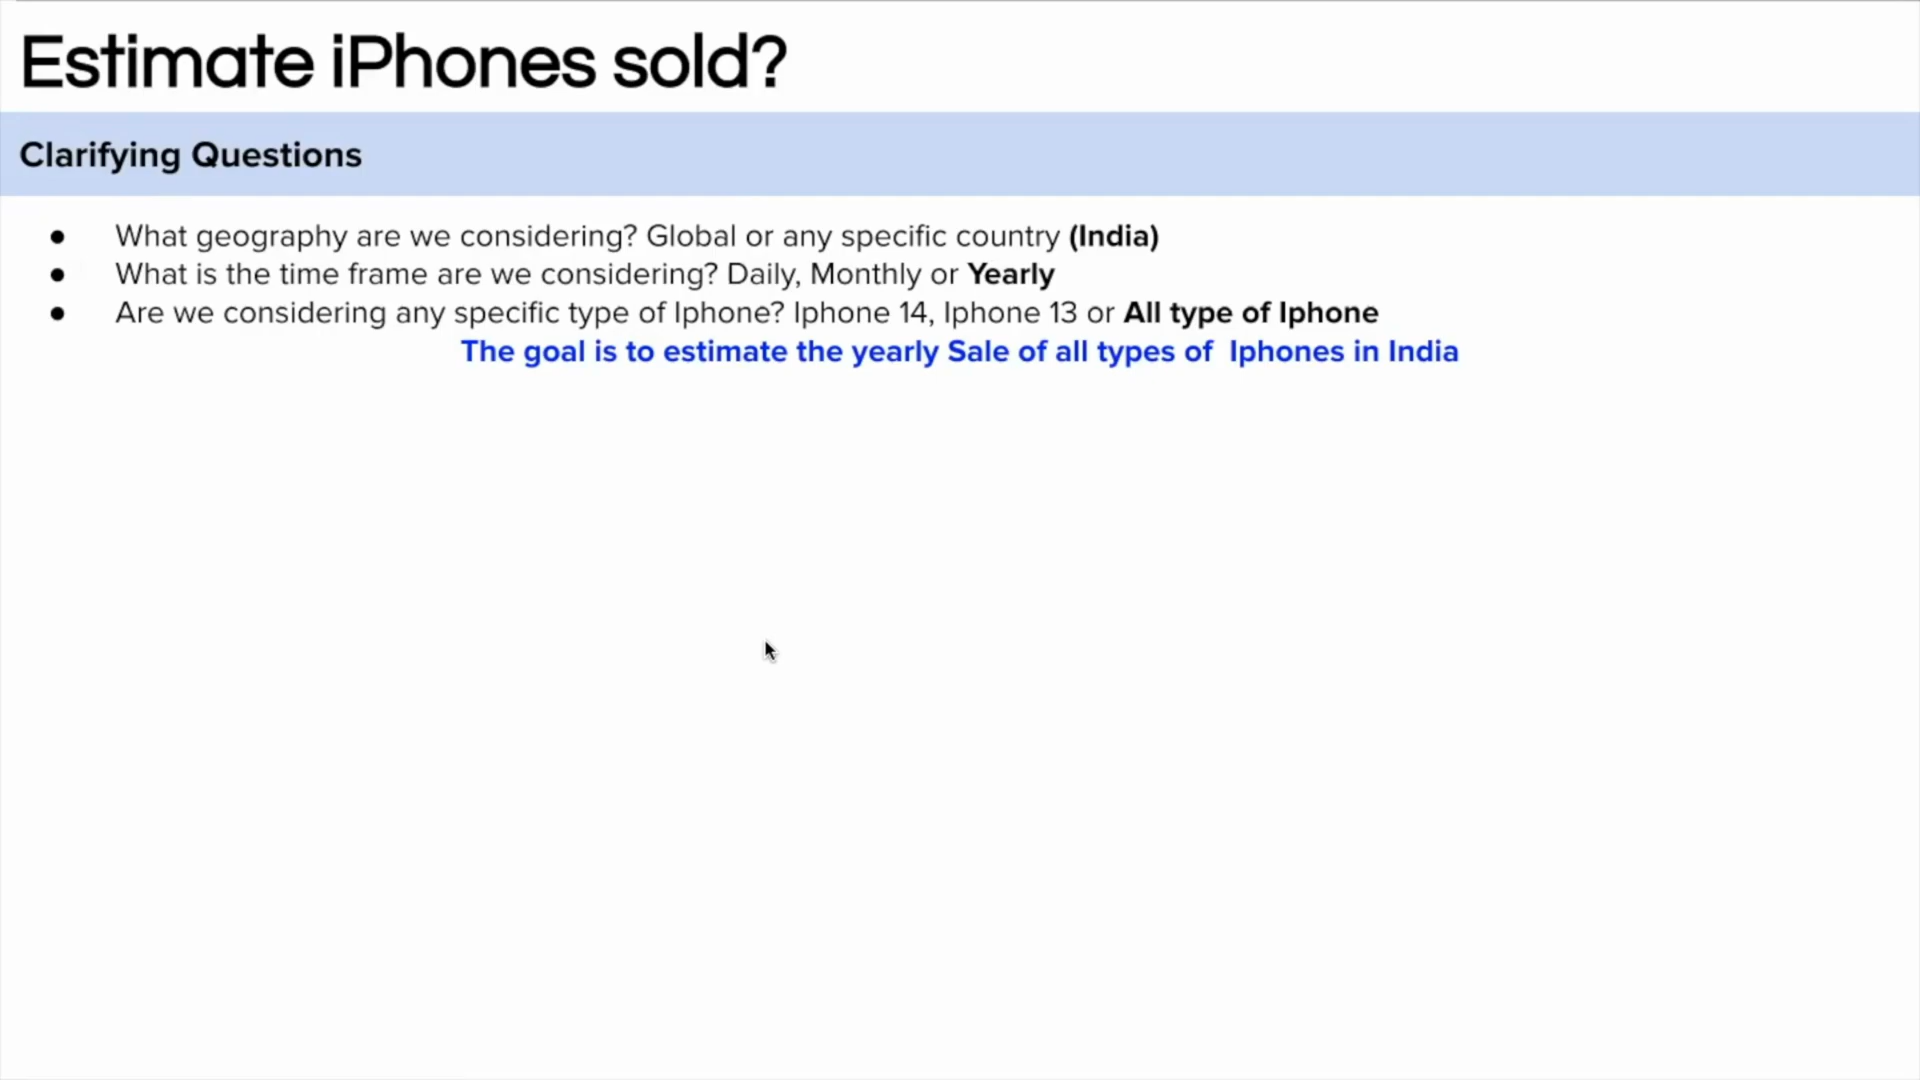 Estimate iPhones sold?
Clarifying Questions
● What geography are we considering? Global or any specific country (India)
● What is the time frame are we considering? Daily, Monthly or Yearly
● Are we considering any specific type of Iphone? Iphone 14, Iphone 13 or All type of Iphone
The goal is to estimate the yearly Sale of all types of  Iphones in India